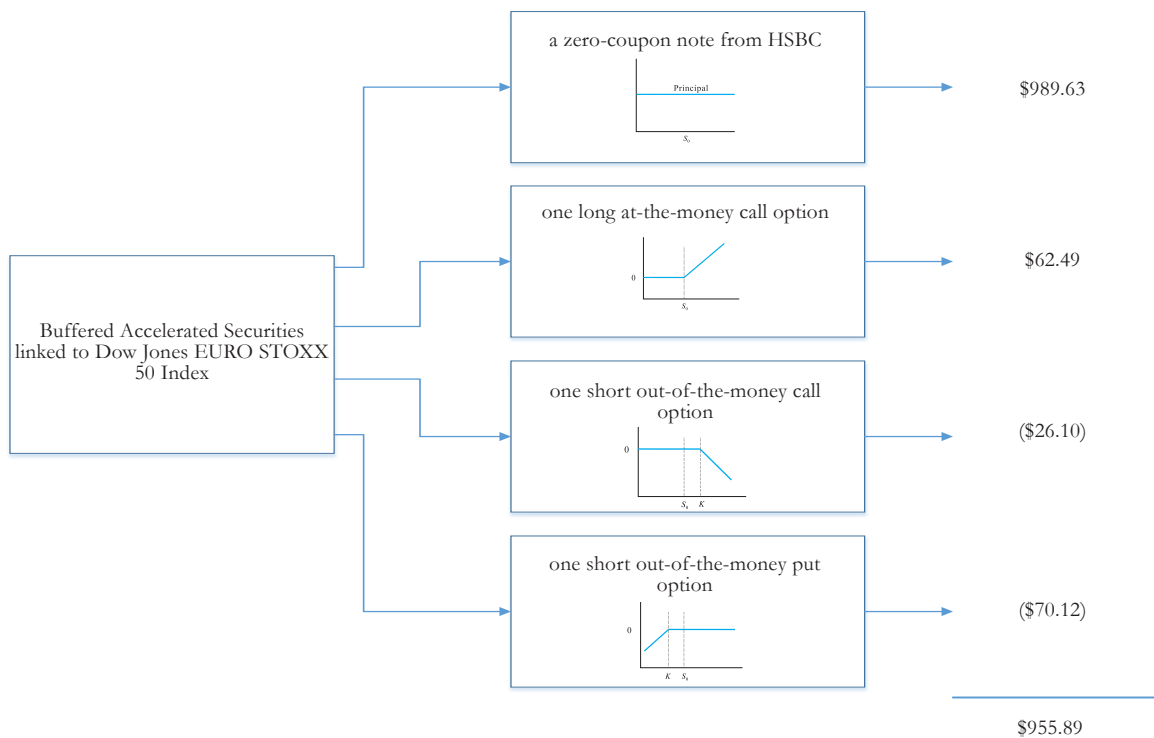 a zero-coupon note from HSBC
Principal
S₀
$989.63
one long at-the-money call option
0
S₀
$62.49
Buffered Accelerated Securities
linked to Dow Jones EURO STOXX
50 Index
one short out-of-the-money call
option
0
S₀ K
($26.10)
one short out-of-the-money put
option
0
K S₀
($70.12)
$955.89